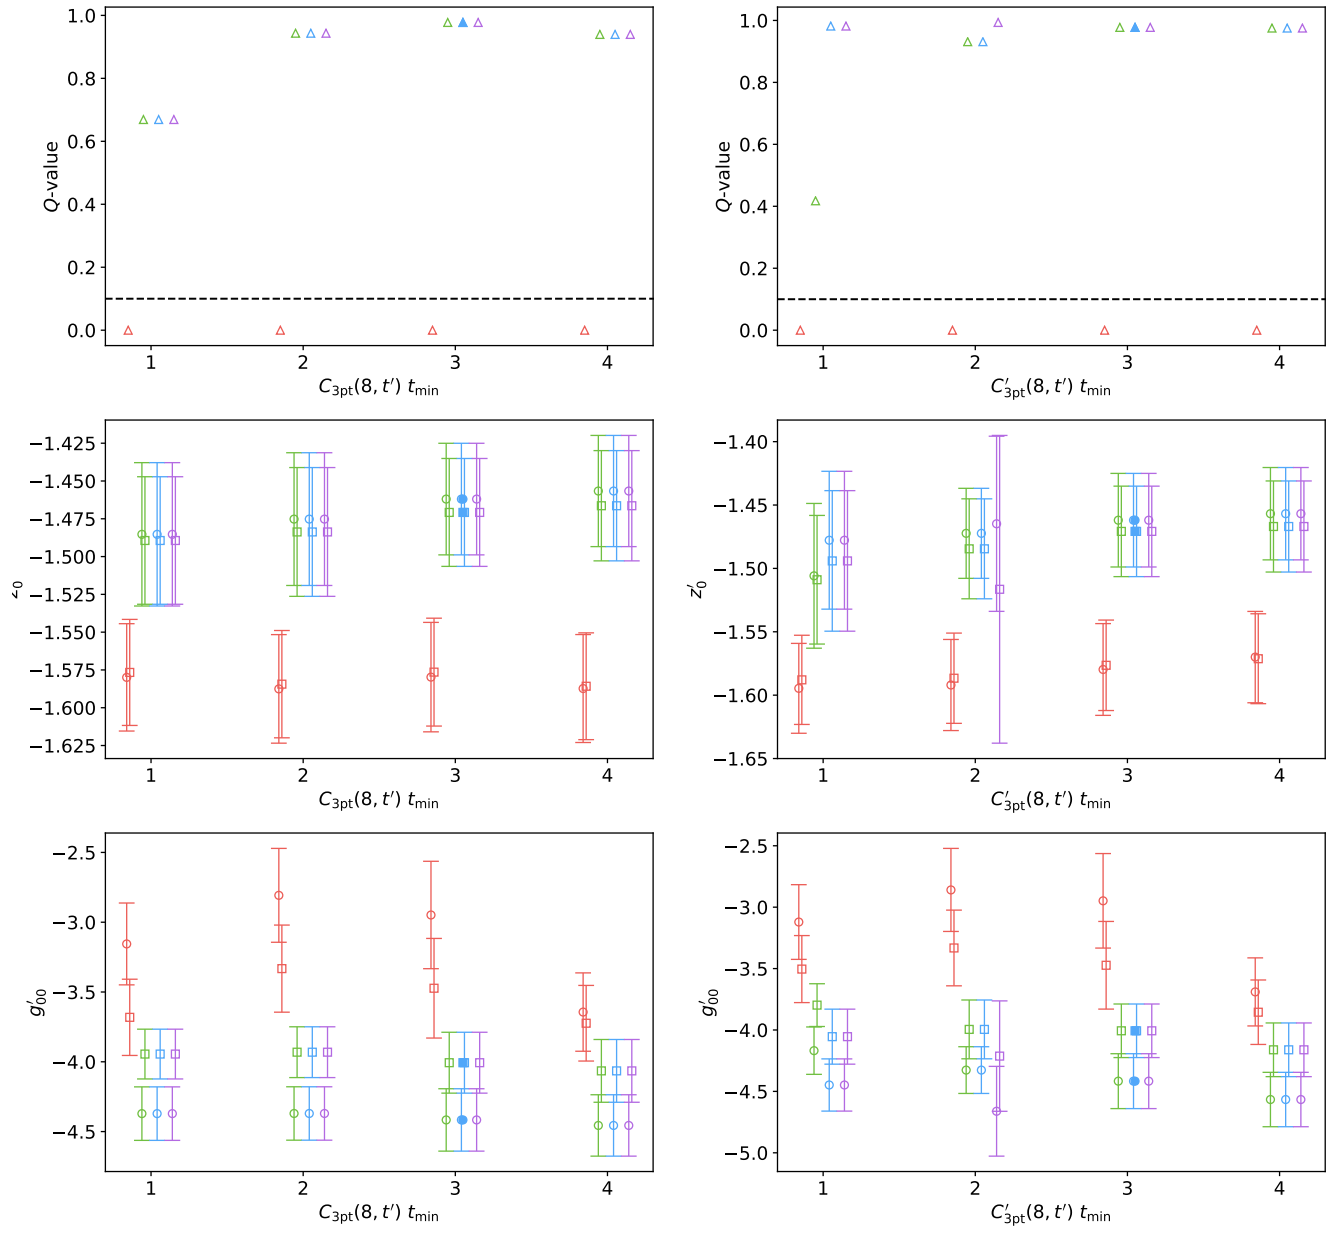 1.0
0.8
0.6
0.4
0.2
0.0
Q-value
1 2 3 4
C₃ₚₜ(8, t′) tₘᵢₙ
1.0
0.8
0.6
0.4
0.2
0.0
Q-value
1 2 3 4
C′₃ₚₜ(8, t′) tₘᵢₙ
−1.425
−1.450
−1.475
−1.500
−1.525
−1.550
−1.575
−1.600
−1.625
z₀
1 2 3 4
C₃ₚₜ(8, t′) tₘᵢₙ
−1.40
−1.45
−1.50
−1.55
−1.60
−1.65
z′₀
1 2 3 4
C′₃ₚₜ(8, t′) tₘᵢₙ
−2.5
−3.0
−3.5
−4.0
−4.5
g′₀₀
1 2 3 4
C₃ₚₜ(8, t′) tₘᵢₙ
−2.5
−3.0
−3.5
−4.0
−4.5
−5.0
g′₀₀
1 2 3 4
C′₃ₚₜ(8, t′) tₘᵢₙ